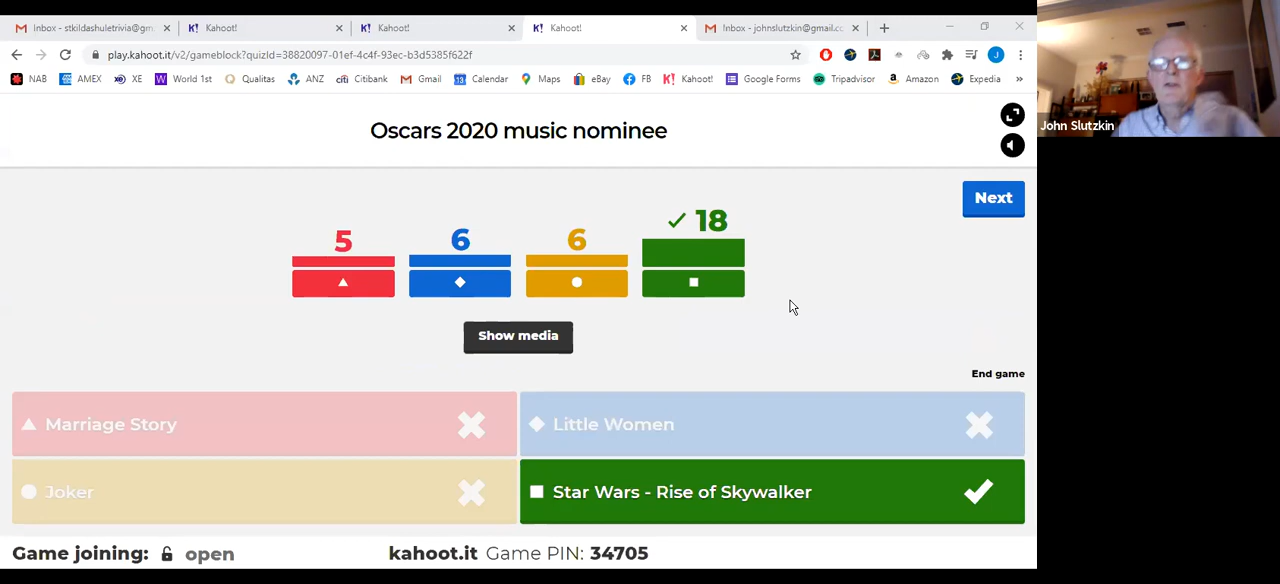 Inbox - stkildashuletrivia@gm
Kahoot!
Kahoot!
Kahoot!
Inbox - johnslutzkin@gmail.cc
play.kahoot.it/v2/gameblock?quizId=38820097-01ef-4c4f-93ec-b3d5385f622f
J
NAB
AMEX
XE
World 1st
Qualitas
ANZ
citi Citibank
Gmail
Calendar
Maps
eBay
FB
K! Kahoot!
Google Forms
Tripadvisor
Amazon
Expedia
»
John Slutzkin
Oscars 2020 music nominee
Next
5
6
6
18
Show media
End game
Marriage Story
Little Women
Joker
Star Wars - Rise of Skywalker
Game joining: open
kahoot.it Game PIN: 34705